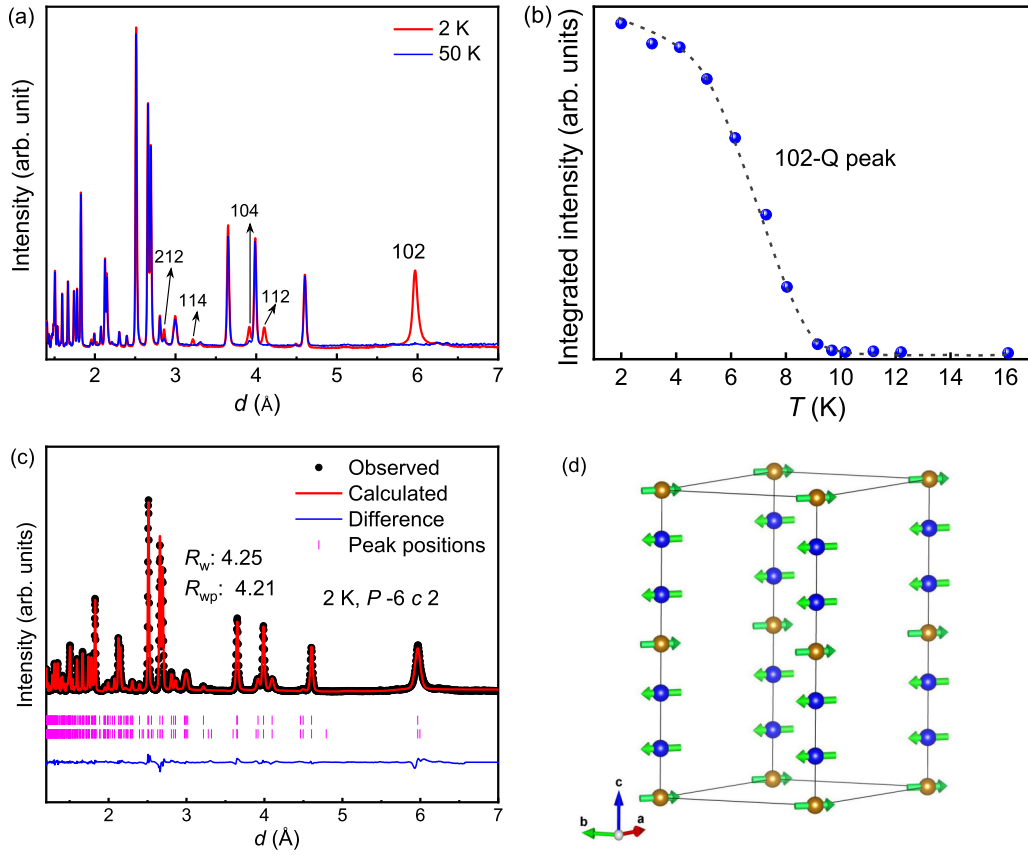 (a)
2 K
50 K
Intensity (arb. unit)
212
114
104
112
102
2
3
4
5
6
7
d (Å)
(b)
Integrated intensity (arb. units)
102-Q peak
2
4
6
8
10
12
14
16
T (K)
(c)
Observed
Calculated
Difference
Peak positions
Rw: 4.25
Rwp: 4.21
2 K, P -6 c 2
Intensity (arb. units)
2
3
4
5
6
7
d (Å)
(d)
c
b
a